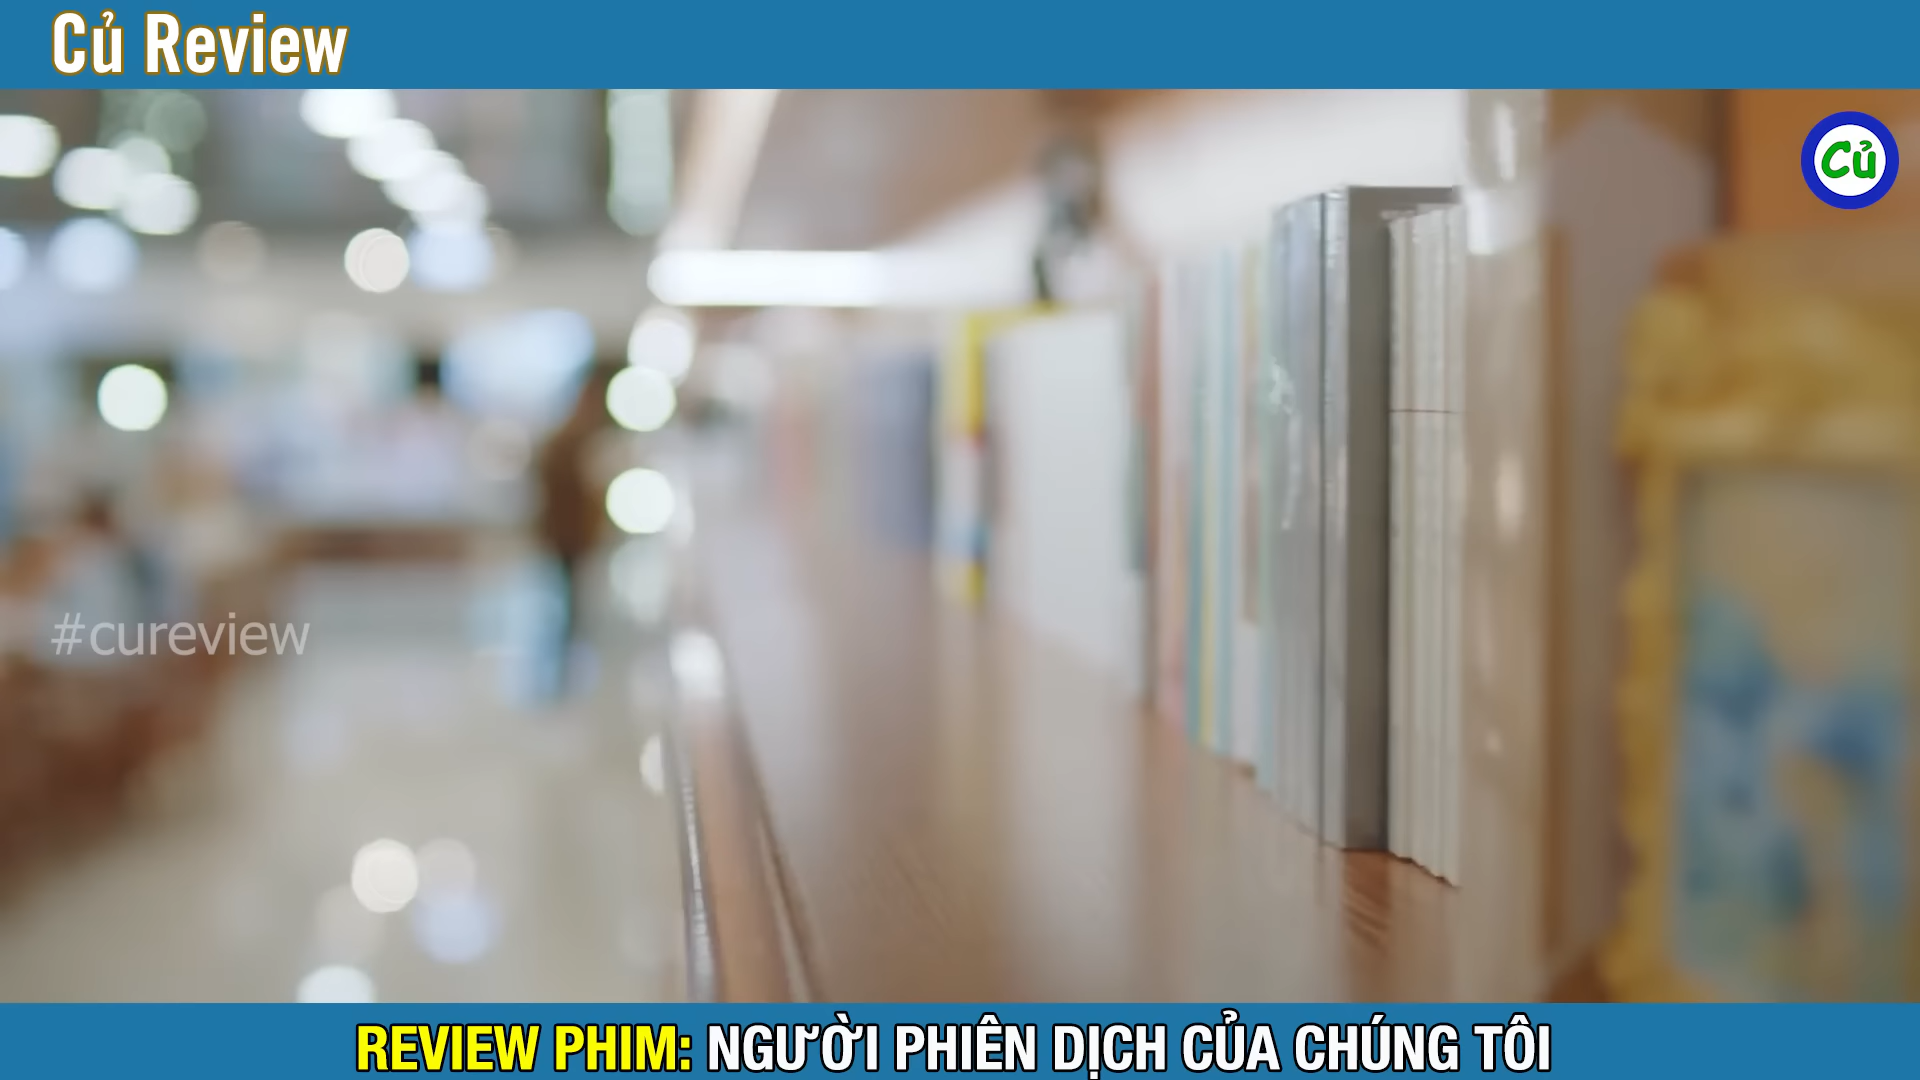 Củ Review
Củ
#cureview
REVIEW PHIM: NGƯỜI PHIÊN DỊCH CỦA CHÚNG TÔI